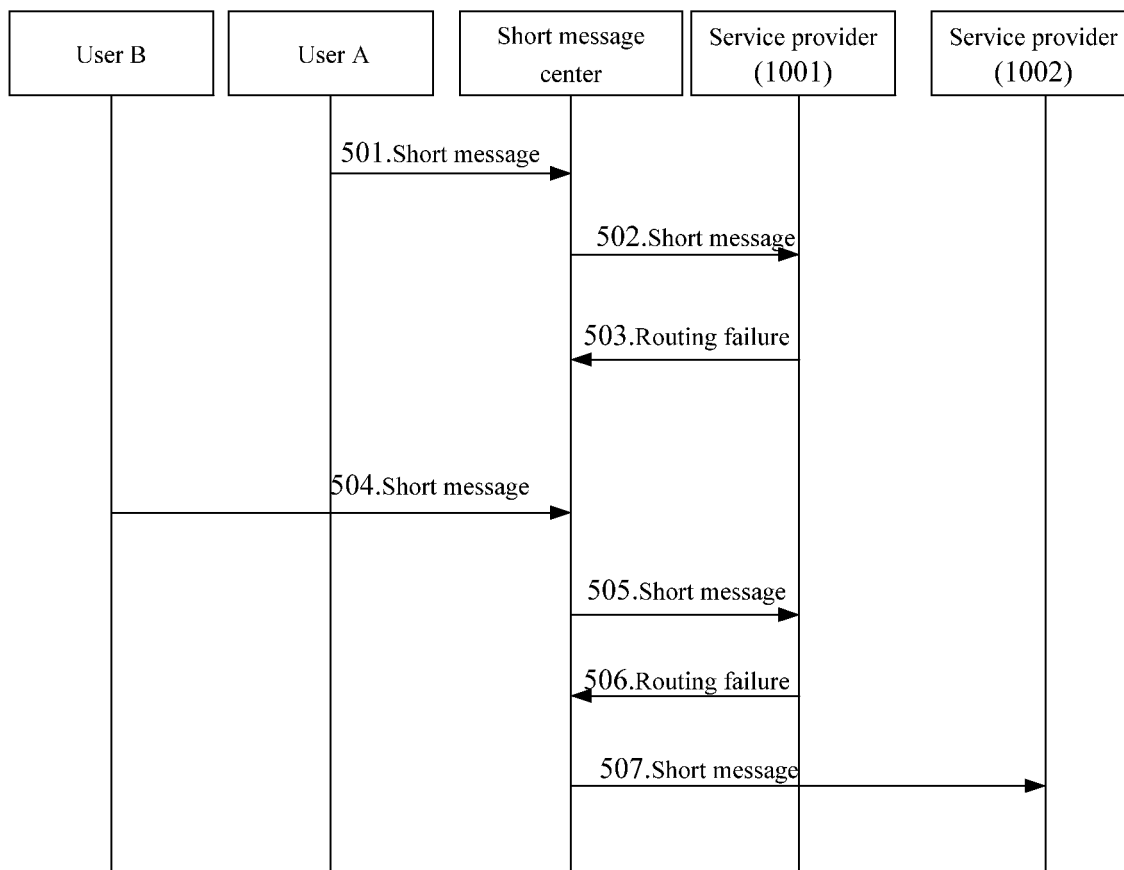 User B
User A
Short message
center
Service provider
(1001)
Service provider
(1002)
501.Short message
502.Short message
503.Routing failure
504.Short message
505.Short message
506.Routing failure
507.Short message